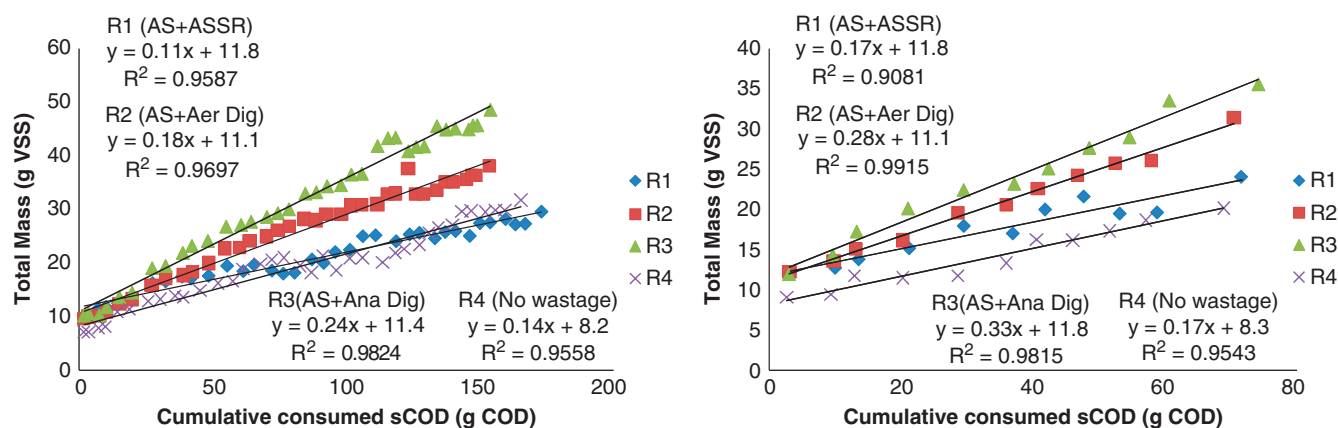 R1 (AS+ASSR)
y = 0.11x + 11.8
R² = 0.9587
R2 (AS+Aer Dig)
y = 0.18x + 11.1
R² = 0.9697
R3(AS+Ana Dig)
y = 0.24x + 11.4
R² = 0.9824
R4 (No wastage)
y = 0.14x + 8.2
R² = 0.9558
Total Mass (g VSS)
60
50
40
30
20
10
0
0 50 100 150 200
Cumulative consumed sCOD (g COD)
R1
R2
R3
R4
R1 (AS+ASSR)
y = 0.17x + 11.8
R² = 0.9081
R2 (AS+Aer Dig)
y = 0.28x + 11.1
R² = 0.9915
R3(AS+Ana Dig)
y = 0.33x + 11.8
R² = 0.9815
R4 (No wastage)
y = 0.17x + 8.3
R² = 0.9543
Total Mass (g VSS)
40
35
30
25
20
15
10
5
0
0 20 40 60 80
Cumulative consumed sCOD (g COD)
R1
R2
R3
R4